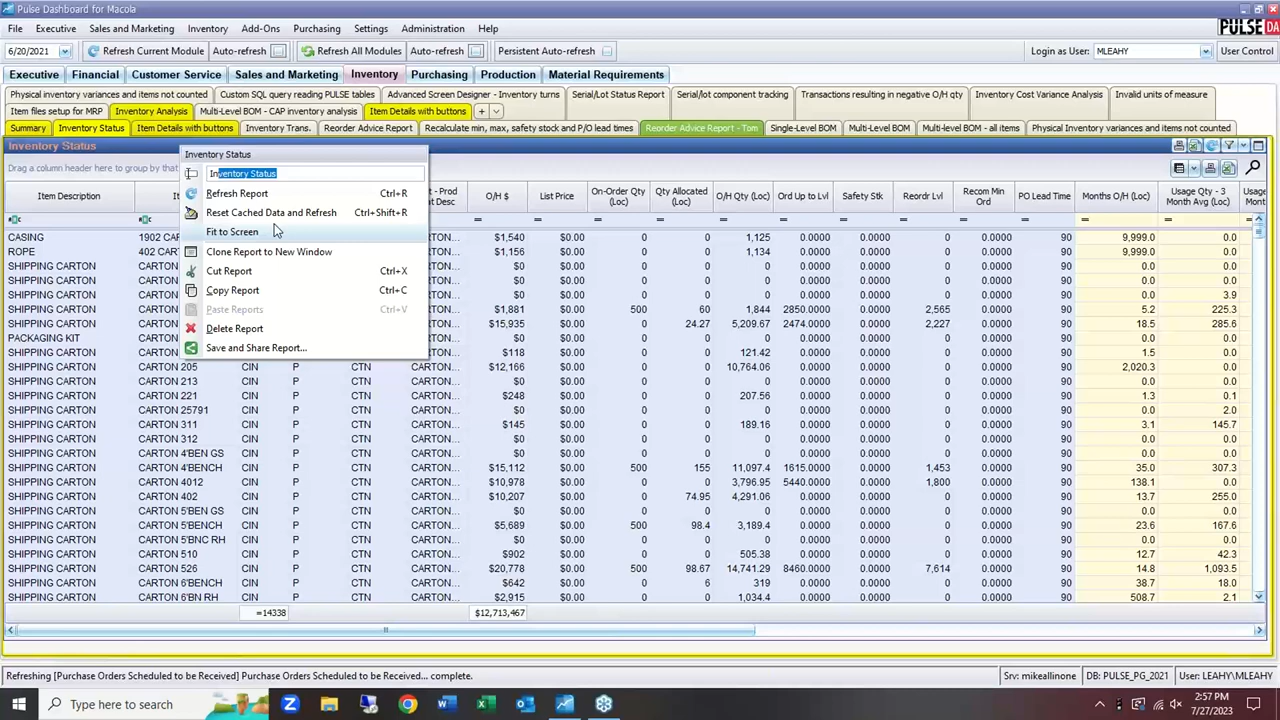 Pulse Dashboard for Macola
File Executive Sales and Marketing Inventory Add-Ons Purchasing Settings Administration Help
PULSE DA
6/20/2021 Refresh Current Module Auto-refresh Refresh All Modules Auto-refresh Persistent Auto-refresh Login as User: MLEAHY User Control
Executive Financial Customer Service Sales and Marketing Inventory Purchasing Production Material Requirements
Physical inventory variances and items not counted Custom SQL query reading PULSE tables Advanced Screen Designer - Inventory turns Serial/Lot Status Report Serial/lot component tracking Transactions resulting in negative O/H qty Inventory Cost Variance Analysis Invalid units of measure
Item files setup for MRP Inventory Analysis Multi-Level BOM - CAP inventory analysis Item Details with buttons +
Summary Inventory Status Item Details with buttons Inventory Trans. Reorder Advice Report Recalculate min, max, safety stock and P/O lead times Reorder Advice Report - Tom Single-Level BOM Multi-Level BOM Multi-level BOM - all items Physical Inventory variances and items not counted
Inventory Status
Drag a column header here to group by that
Inventory Status
Inventory Status
Refresh Report Ctrl+R
Reset Cached Data and Refresh Ctrl+Shift+R
Fit to Screen
Clone Report to New Window
Cut Report Ctrl+X
Copy Report Ctrl+C
Paste Reports Ctrl+V
Delete Report
Save and Share Report...
Item Description O/H $ List Price On-Order Qty (Loc) Qty Allocated (Loc) O/H Qty (Loc) Ord Up to Lvl Safety Stk Reordr Lvl Recom Min Ord PO Lead Time Months O/H (Loc) Usage Qty - 3 Month Avg (Loc)
CASING 1902 $1,540 $0.00 0 0 1,125 0.0000 0.0000 0 0.0000 90 9,999.0 0.0
ROPE 402 $1,156 $0.00 0 0 1,134 0.0000 0.0000 0 0.0000 90 9,999.0 0.0
SHIPPING CARTON CARTON $0 $0.00 0 0 0 0.0000 0.0000 0 0.0000 90 0.0 0.0
SHIPPING CARTON CARTON $0 $0.00 0 0 0 0.0000 0.0000 0 0.0000 90 0.0 0.0
SHIPPING CARTON CARTON $0 $0.00 0 0 0 0.0000 0.0000 0 0.0000 90 0.0 3.9
SHIPPING CARTON CARTON $1,881 $0.00 500 60 1,844 2850.0000 0.0000 2,565 0.0000 90 5.2 225.3
SHIPPING CARTON CARTON $15,935 $0.00 0 24.27 5,209.67 2474.0000 0.0000 2,227 0.0000 90 18.5 285.6
PACKAGING KIT CARTON $0 $0.00 0 0 0 0.0000 0.0000 0 0.0000 90 0.0 0.0
SHIPPING CARTON CARTON $118 $0.00 0 0 121.42 0.0000 0.0000 0 0.0000 90 1.5 0.0
SHIPPING CARTON CARTON 205 CIN P CTN CARTON... $12,166 $0.00 0 0 10,764.06 0.0000 0.0000 0 0.0000 90 2,020.3 0.0
SHIPPING CARTON CARTON 213 CIN P CTN CARTON... $0 $0.00 0 0 0 0.0000 0.0000 0 0.0000 90 0.0 0.0
SHIPPING CARTON CARTON 221 CIN P CTN CARTON... $248 $0.00 0 0 207.56 0.0000 0.0000 0 0.0000 90 1.3 0.1
SHIPPING CARTON CARTON 25791 CIN P CTN CARTON... $0 $0.00 0 0 0 0.0000 0.0000 0 0.0000 90 0.0 2.0
SHIPPING CARTON CARTON 311 CIN P CTN CARTON... $145 $0.00 0 0 189.16 0.0000 0.0000 0 0.0000 90 3.1 145.7
SHIPPING CARTON CARTON 312 CIN P CTN CARTON... $0 $0.00 0 0 0 0.0000 0.0000 0 0.0000 90 0.0 0.0
SHIPPING CARTON CARTON 4'BEN GS CIN P CTN CARTON... $0 $0.00 0 0 0 0.0000 0.0000 0 0.0000 90 0.0 0.0
SHIPPING CARTON CARTON 4'BENCH CIN P CTN CARTON... $15,112 $0.00 500 155 11,097.4 1615.0000 0.0000 1,453 0.0000 90 35.0 307.3
SHIPPING CARTON CARTON 4012 CIN P CTN CARTON... $10,978 $0.00 0 0 3,796.95 5440.0000 0.0000 1,800 0.0000 90 138.1 0.0
SHIPPING CARTON CARTON 402 CIN P CTN CARTON... $10,207 $0.00 0 74.95 4,291.06 0.0000 0.0000 0 0.0000 90 13.7 255.0
SHIPPING CARTON CARTON 5'BEN GS CIN P CTN CARTON... $0 $0.00 0 0 0 0.0000 0.0000 0 0.0000 90 0.0 0.0
SHIPPING CARTON CARTON 5'BENCH CIN P CTN CARTON... $5,689 $0.00 500 98.4 3,189.4 0.0000 0.0000 0 0.0000 90 23.6 167.6
SHIPPING CARTON CARTON 5'BNC RH CIN P CTN CARTON... $0 $0.00 0 0 0 0.0000 0.0000 0 0.0000 90 0.0 0.0
SHIPPING CARTON CARTON 510 CIN P CTN CARTON... $902 $0.00 0 0 505.38 0.0000 0.0000 0 0.0000 90 12.7 42.3
SHIPPING CARTON CARTON 526 CIN P CTN CARTON... $20,778 $0.00 500 98.67 14,741.29 8460.0000 0.0000 7,614 0.0000 90 14.8 1,093.5
SHIPPING CARTON CARTON 6'BENCH CIN P CTN CARTON... $642 $0.00 0 6 319 0.0000 0.0000 0 0.0000 90 38.7 18.0
SHIPPING CARTON CARTON 6'BN RH CIN P CTN CARTON... $2,915 $0.00 0 0 1,034.4 0.0000 0.0000 0 0.0000 90 508.7 2.1
=14338 $12,713,467
Refreshing [Purchase Orders Scheduled to be Received] Purchase Orders Scheduled to be Received... complete. Srv: mikeallinone DB: PULSE_PG_2021 User: LEAHY\MLEAHY
Type here to search
2:57 PM
7/27/2023